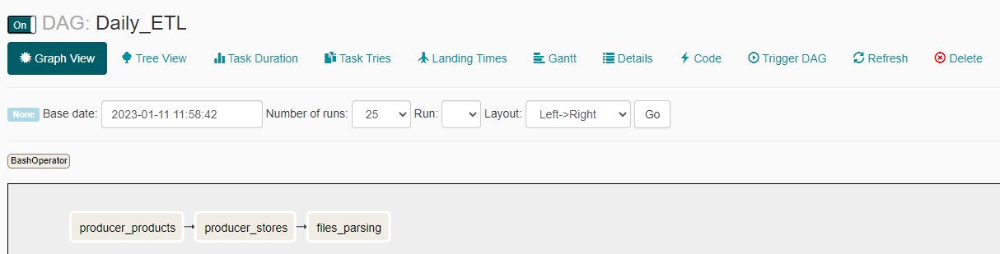 On DAG: Daily_ETL
Graph View Tree View Task Duration Task Tries Landing Times Gantt Details Code Trigger DAG Refresh Delete
None Base date: 2023-01-11 11:58:42 Number of runs: 25 Run: Layout: Left->Right Go
BashOperator
producer_products producer_stores files_parsing